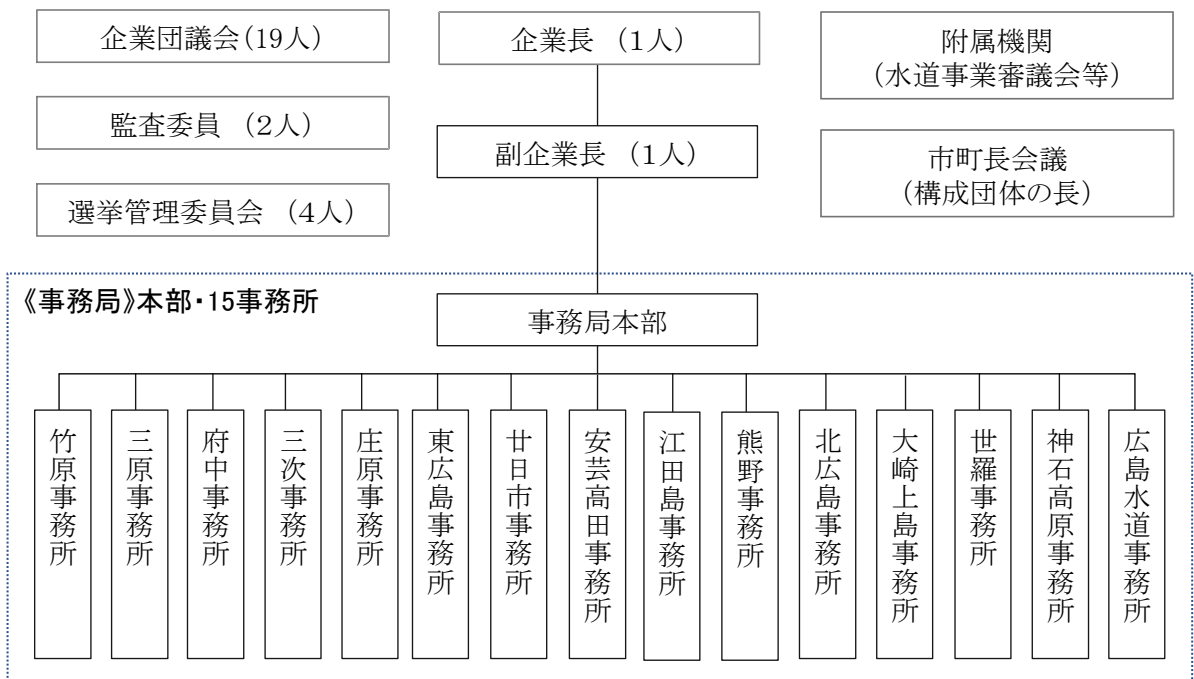 企業団議会(19人)
監査委員 (2人)
選挙管理委員会 (4人)
企業長 (1人)
副企業長 (1人)
附属機関
(水道事業審議会等)
市町長会議
(構成団体の長)
《事務局》本部・15事務所
事務局本部
竹原事務所
三原事務所
府中事務所
三次事務所
庄原事務所
東広島事務所
廿日市事務所
安芸高田事務所
江田島事務所
熊野事務所
北広島事務所
大崎上島事務所
世羅事務所
神石高原事務所
広島水道事務所